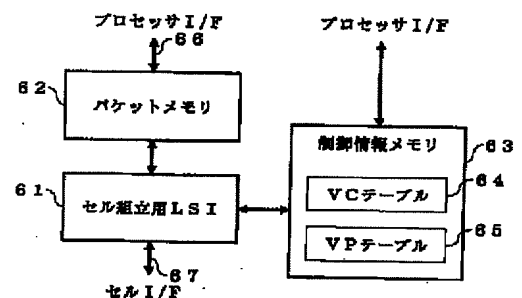 プロセッサI/F
プロセッサI/F
66
62
パケットメモリ
制御情報メモリ
63
61
セル組立用LSI
VCテーブル
64
VPテーブル
65
67
セルI/F